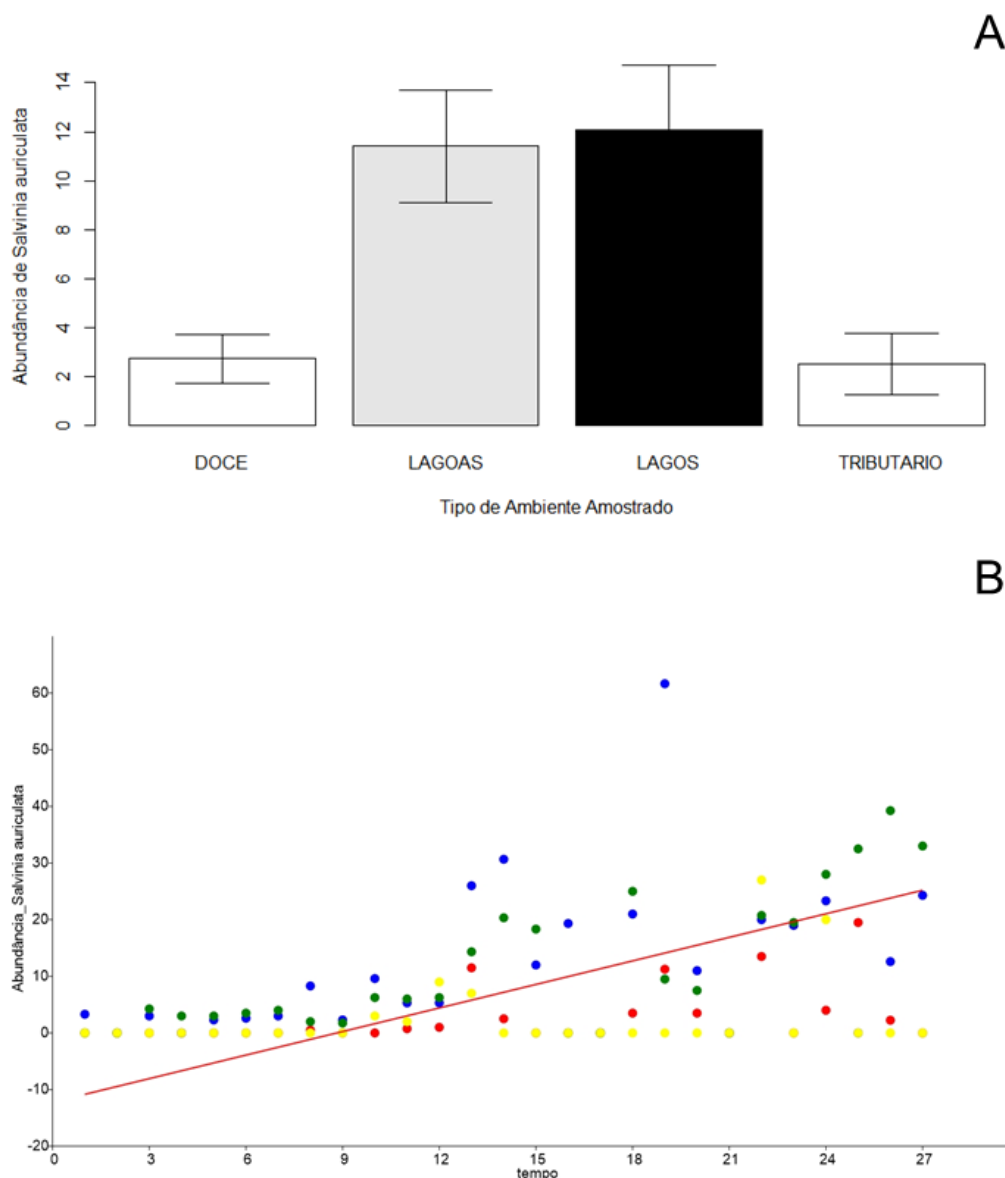 A
Abundância de Salvinia auriculata
14
12
10
8
6
4
2
0
DOCE LAGOAS LAGOS TRIBUTARIO
Tipo de Ambiente Amostrado
B
Abundância_Salvinia auriculata
60
50
40
30
20
10
0
-10
-20
0 3 6 9 12 15 18 21 24 27
tempo